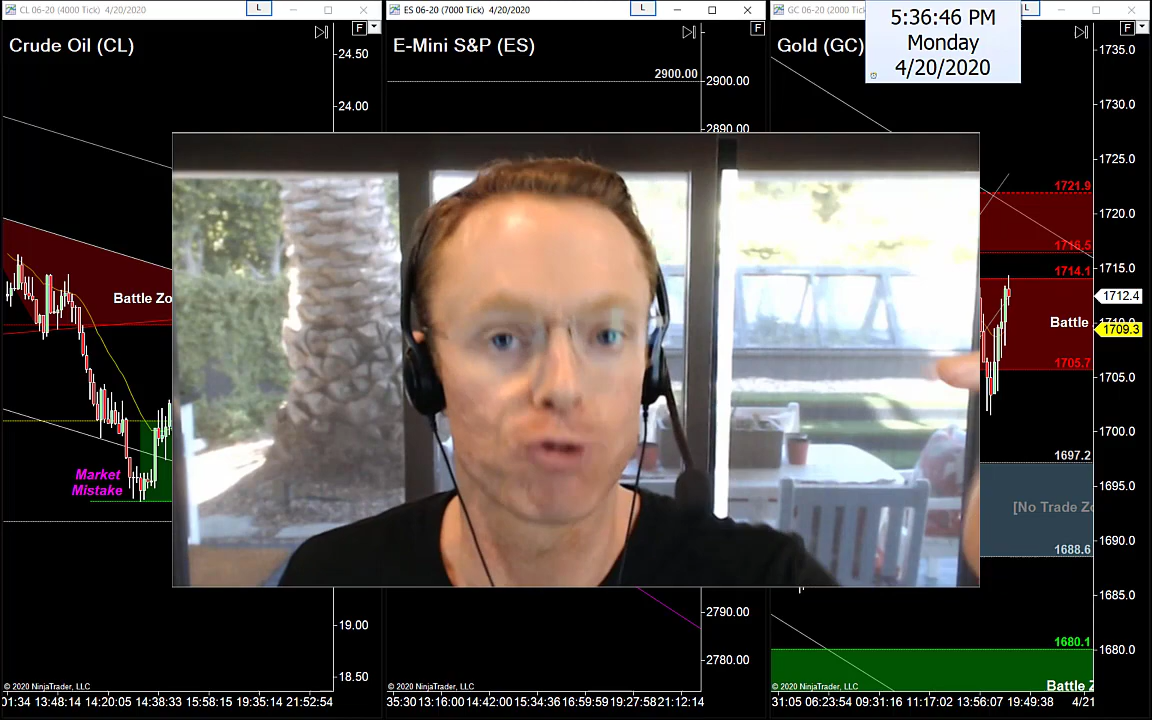 CL 06-20 (4000 Tick) 4/20/2020
L
Crude Oil (CL)
F
24.50
24.00
Battle Zo
Market
Mistake
19.00
18.50
© 2020 NinjaTrader, LLC
01:34 13:48:14 14:20:05 14:38:33 15:58:15 19:35:14 21:52:54
ES 06-20 (7000 Tick) 4/20/2020
L
E-Mini S&P (ES)
F
2900.00
2900.00
2890.00
2790.00
2780.00
© 2020 NinjaTrader, LLC
35:30 13:16:00 14:42:00 15:34:06 16:59:59 19:27:58 21:12:14
GC 06-20 (2000 Tick
L
Gold (GC)
F
5:36:46 PM
Monday
4/20/2020
1735.0
1730.0
1725.0
1721.9
1720.0
1716.5
1715.0
1714.1
1712.4
Battle
1709.3
1705.7
1705.0
1700.0
1697.2
1695.0
[No Trade Zo
1690.0
1688.6
1685.0
1680.1
1680.0
Battle Z
© 2020 NinjaTrader, LLC
31:05 06:23:54 09:31:16 11:17:02 13:56:07 19:49:38 4/21